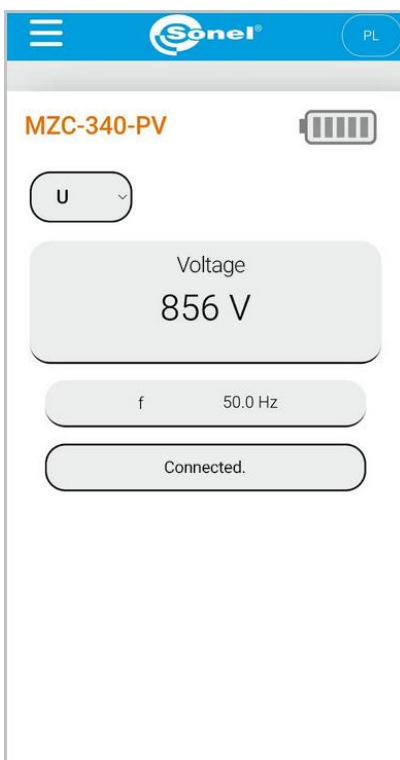 Sonel®
PL
MZC-340-PV
U
Voltage
856 V
f 50.0 Hz
Connected.